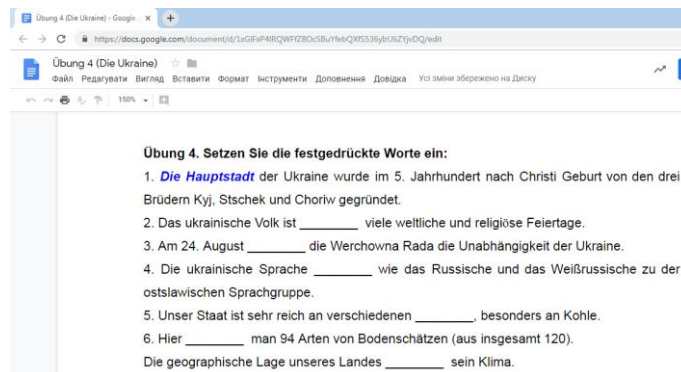 Übung 4 (Die Ukraine) - Google
https://docs.google.com/document/d/
/edit
Übung 4 (Die Ukraine)
Файл Редагувати Вигляд Вставити Формат Інструменти Доповнення Довідка Усі зміни збережено на Диску
150%
Übung 4. Setzen Sie die festgedrückte Worte ein:
1. Die Hauptstadt der Ukraine wurde im 5. Jahrhundert nach Christi Geburt von den drei
Brüdern Kyj, Stschek und Choriw gegründet.
2. Das ukrainische Volk ist ________ viele weltliche und religiöse Feiertage.
3. Am 24. August ________ die Werchowna Rada die Unabhängigkeit der Ukraine.
4. Die ukrainische Sprache ________ wie das Russische und das Weißrussische zu der
ostslawischen Sprachgruppe.
5. Unser Staat ist sehr reich an verschiedenen ________, besonders an Kohle.
6. Hier ________ man 94 Arten von Bodenschätzen (aus insgesamt 120).
Die geographische Lage unseres Landes ________ sein Klima.